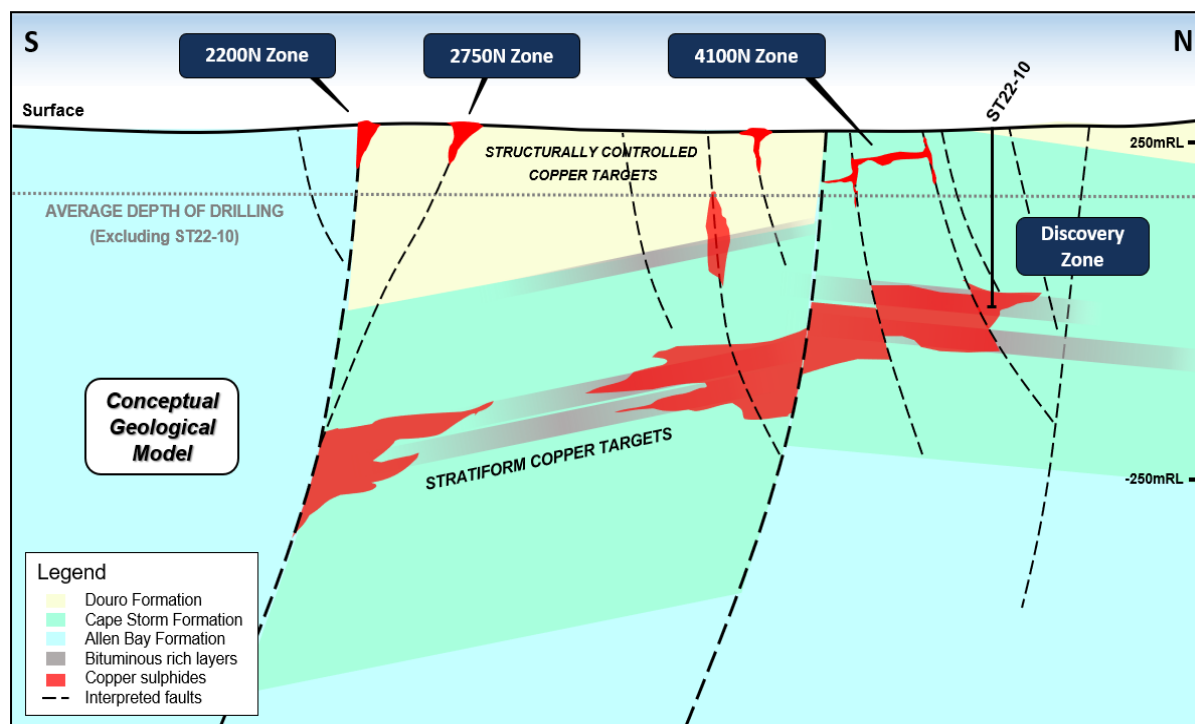 S
N
2200N Zone
2750N Zone
4100N Zone
ST22-10
Surface
250mRL
STRUCTURALLY CONTROLLED
COPPER TARGETS
AVERAGE DEPTH OF DRILLING
(Excluding ST22-10)
Discovery
Zone
Conceptual
Geological
Model
STRATIFORM COPPER TARGETS
-250mRL
Legend
Douro Formation
Cape Storm Formation
Allen Bay Formation
Bituminous rich layers
Copper sulphides
Interpreted faults